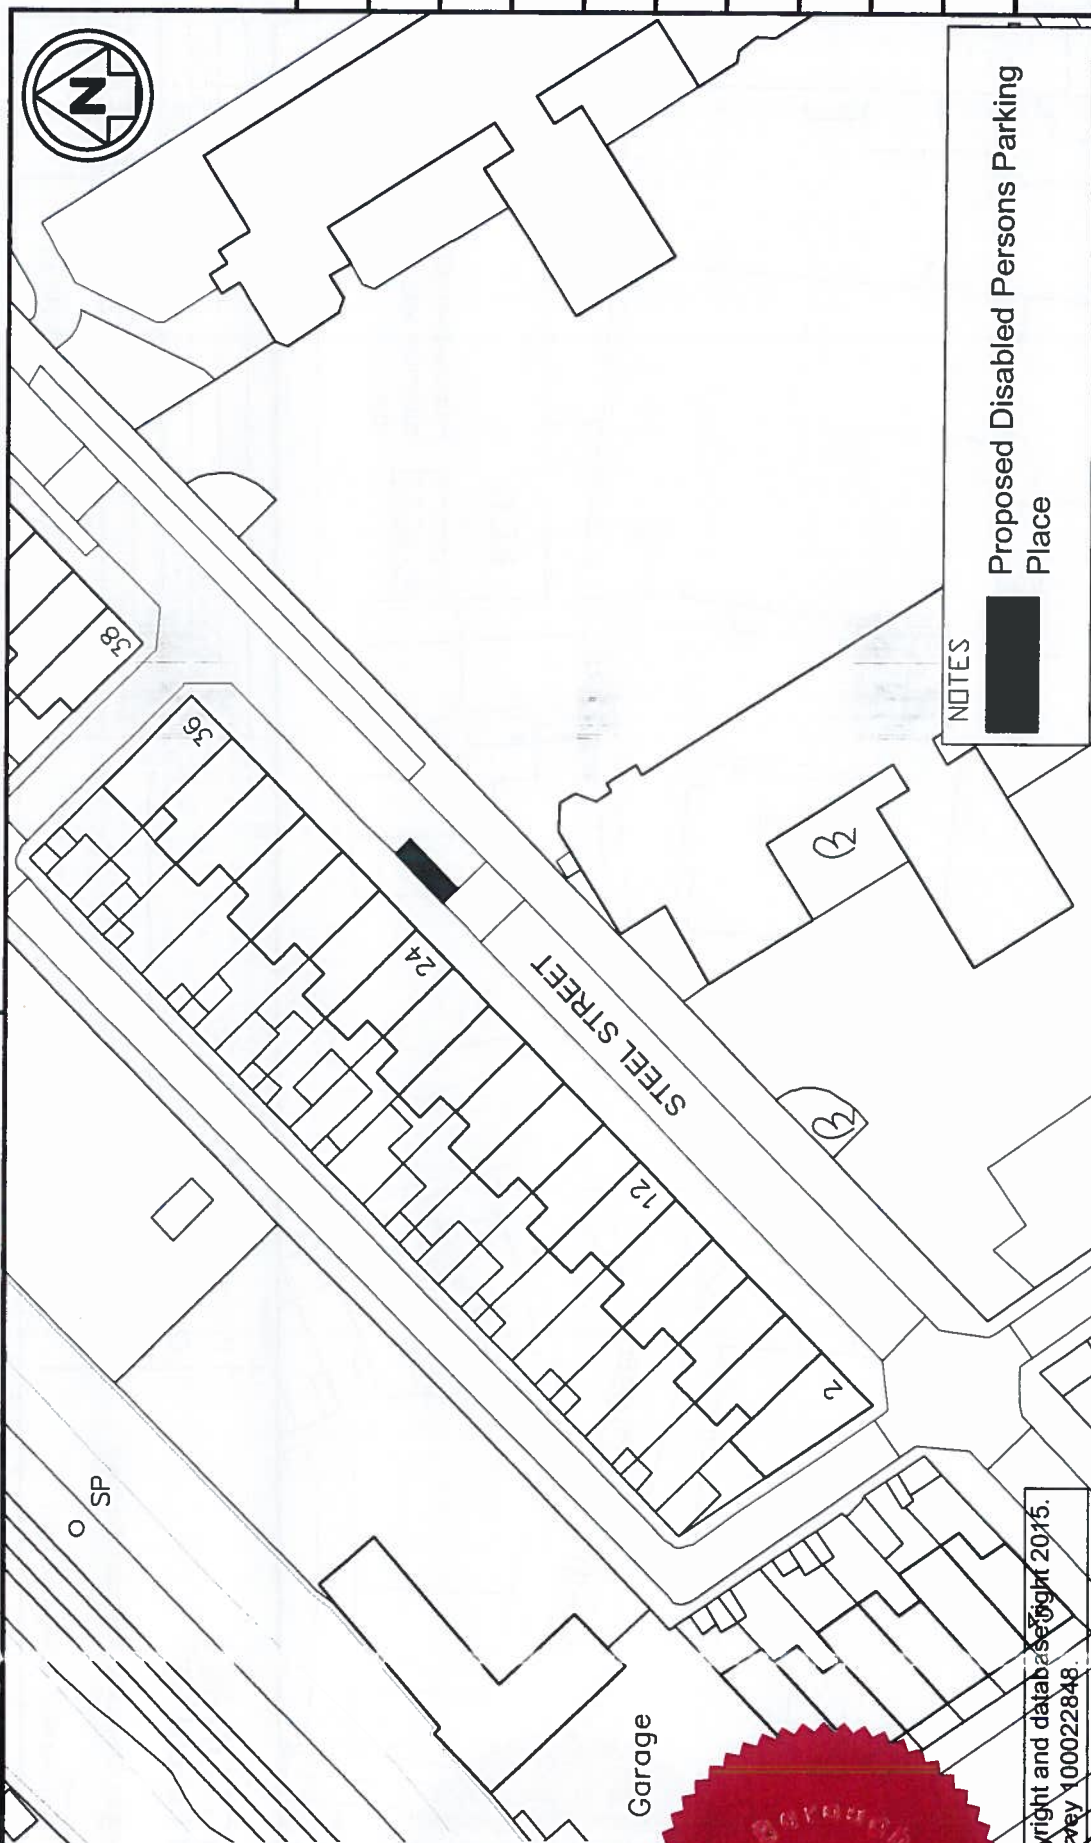 N
38
36
24
12
2
STEEL STREET
SP
Garage
NOTES
Proposed Disabled Persons Parking
Place
right and database right 2015.
vey 100022848.